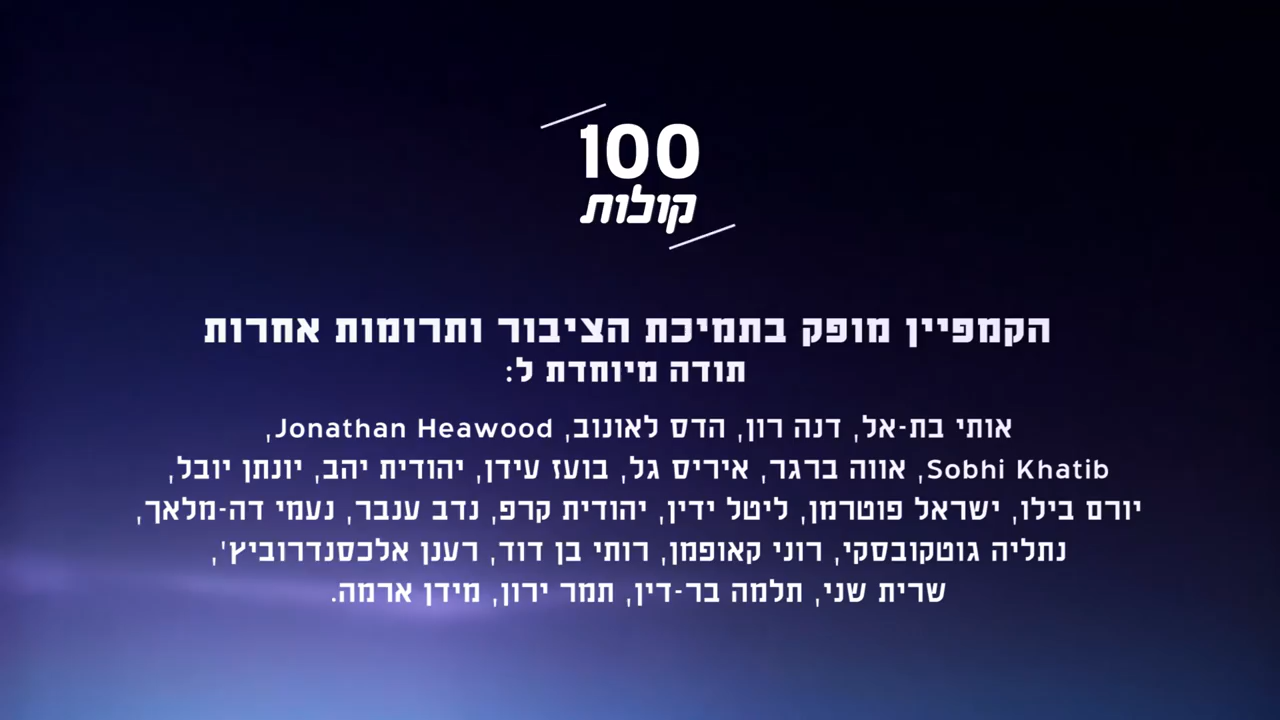 100
קולות
הקמפיין מופק בתמיכת הציבור ותרומות אחרות
תודה מיוחדת ל:
אותי בת-אל, דנה רון, הדס לאונוב, Jonathan Heawood,
Sobhi Khatib, אווה ברגר, איריס גל, בועז עידן, יהודית יהב, יונתן יובל,
יורם בילו, ישראל פוטרמן, ליטל ידין, יהודית קרפ, נדב ענבר, נעמי דה-מלאך,
נתליה גוטקובסקי, רוני קאופמן, רותי בן דוד, רענן אלכסנדרוביץ',
שרית שני, תלמה בר-דין, תמר ירון, מידן ארמה.